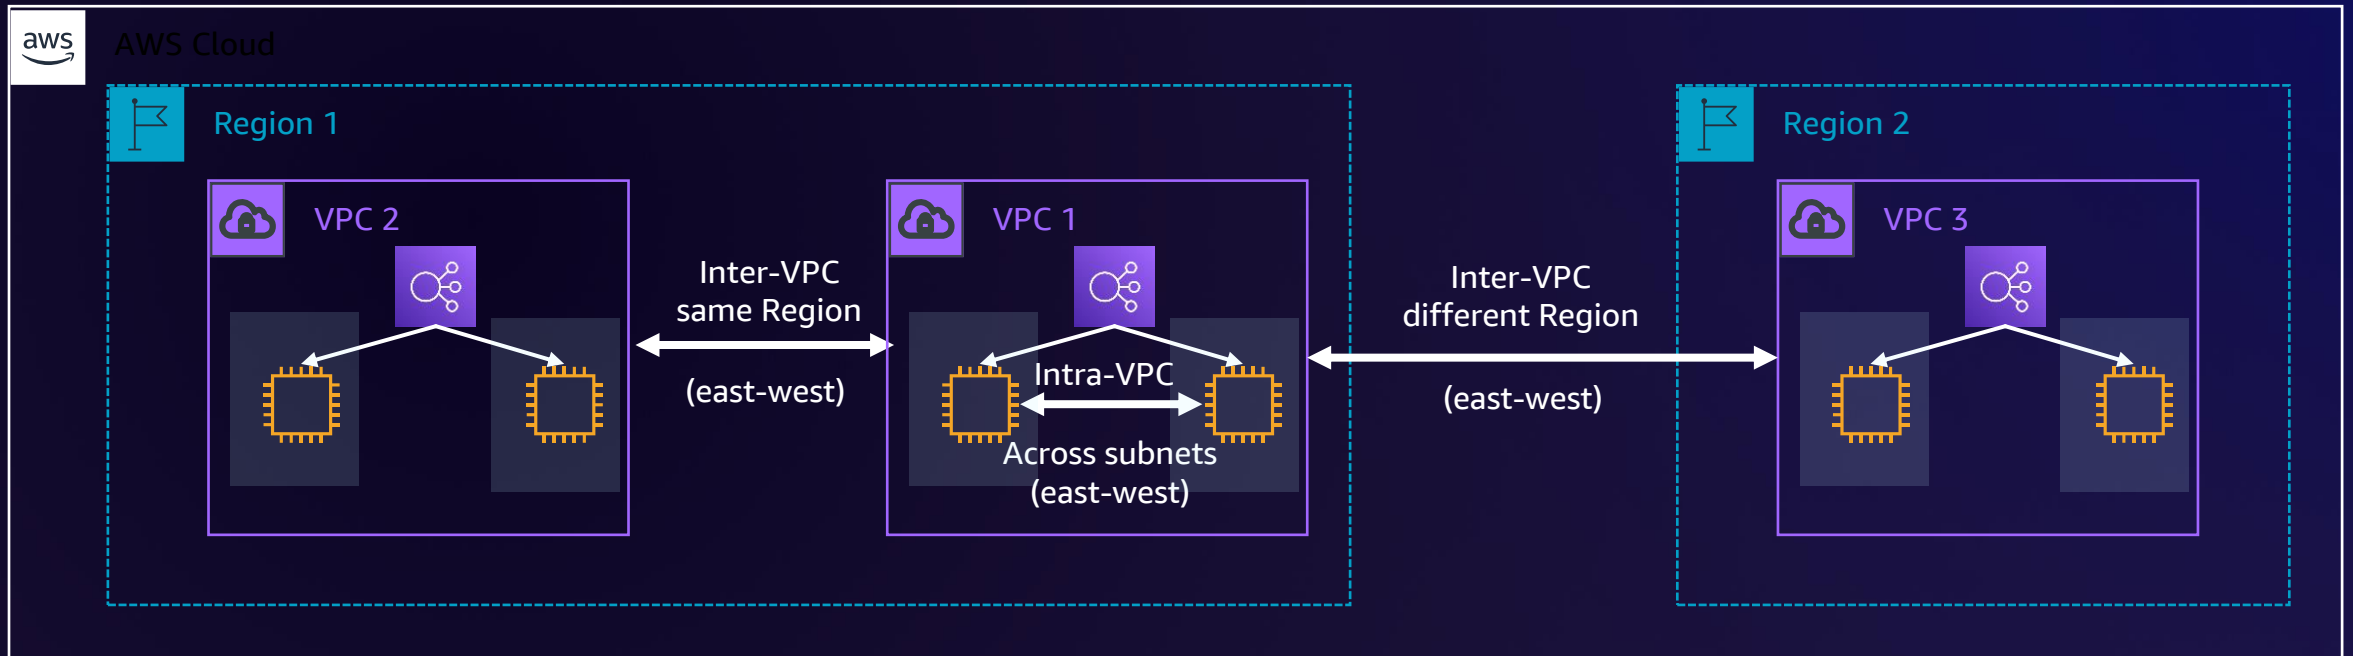 aws
AWS Cloud
Region 1
Region 2
VPC 2
VPC 1
VPC 3
Inter-VPC
same Region
(east-west)
Intra-VPC
Across subnets
(east-west)
Inter-VPC
different Region
(east-west)